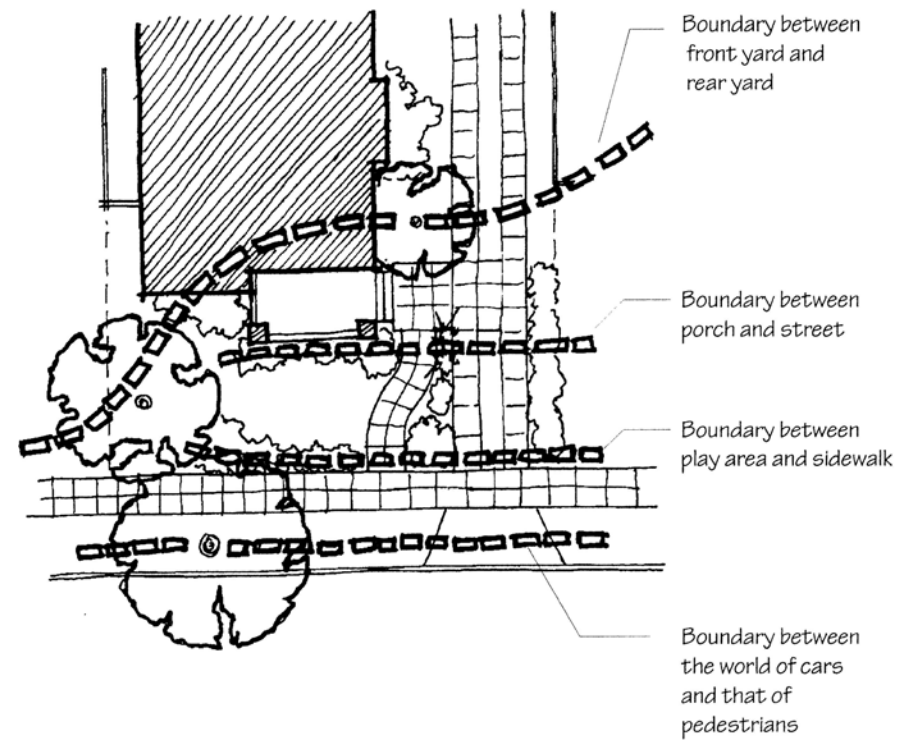 Boundary between
front yard and
rear yard
Boundary between
porch and street
Boundary between
play area and sidewalk
Boundary between
the world of cars
and that of
pedestrians